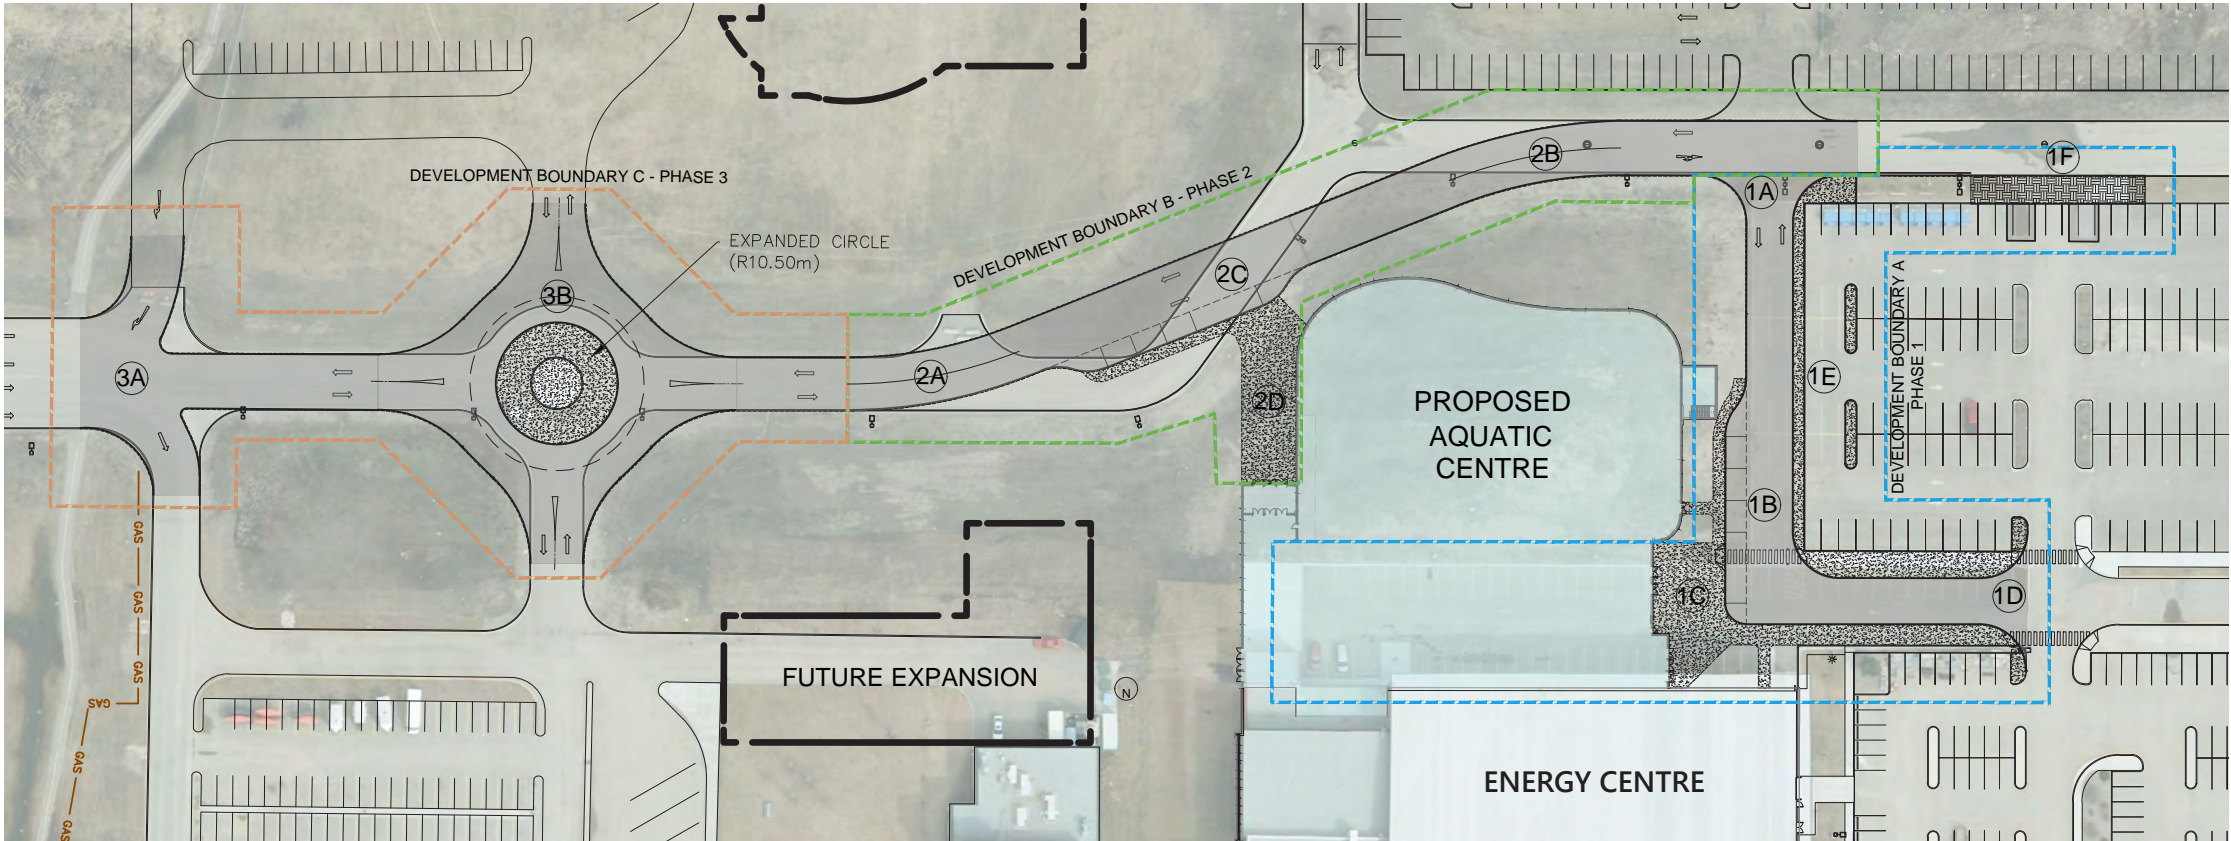 DEVELOPMENT BOUNDARY C - PHASE 3
EXPANDED CIRCLE
(R10.50m)
DEVELOPMENT BOUNDARY B - PHASE 2
DEVELOPMENT BOUNDARY A
PHASE 1
1A
1B
1C
1D
1E
1F
2A
2B
2C
2D
3A
3B
PROPOSED
AQUATIC
CENTRE
FUTURE EXPANSION
N
ENERGY CENTRE
GAS
GAS
GAS
GAS
GAS
GAS